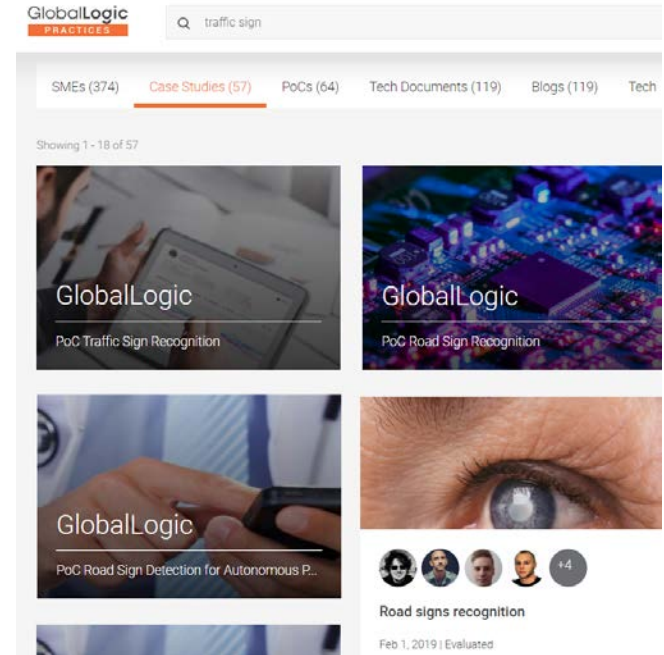 GlobalLogic
PRACTICES
traffic sign
SMEs (374) Case Studies (57) PoCs (64) Tech Documents (119) Blogs (119) Tech
Showing 1 - 18 of 57
GlobalLogic
PoC Traffic Sign Recognition
GlobalLogic
PoC Road Sign Recognition
GlobalLogic
PoC Road Sign Detection for Autonomous P...
+4
Road signs recognition
Feb 1, 2019 | Evaluated